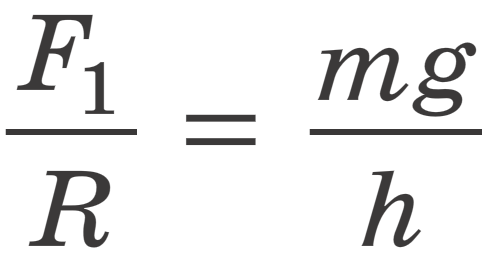 F₁/R = mg/h